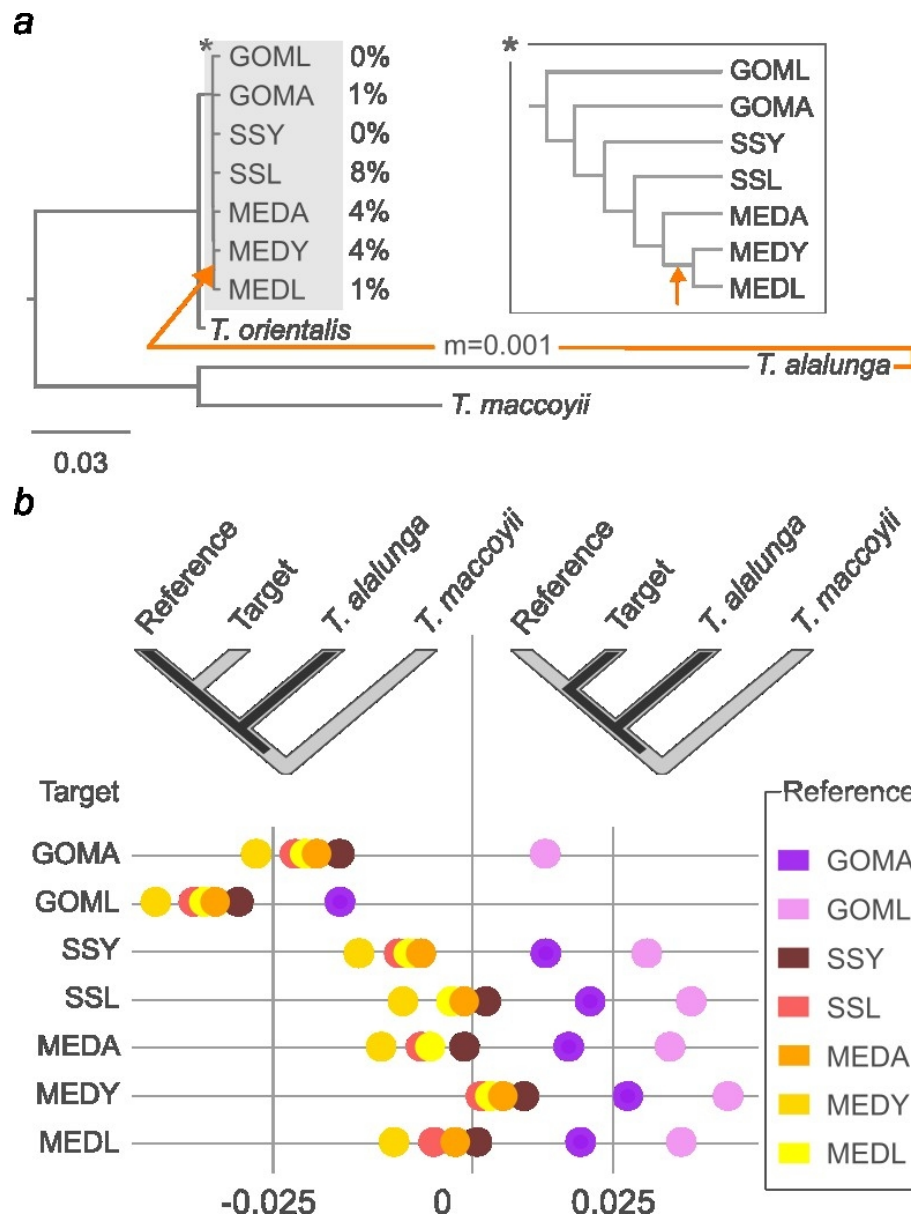 a
* GOML 0%
GOMA 1%
SSY 0%
SSL 8%
MEDA 4%
MEDY 4%
MEDL 1%
T. orientalis
m=0.001
T. alalunga
T. maccoyii
0.03
*
GOML
GOMA
SSY
SSL
MEDA
MEDY
MEDL
b
Reference Target T. alalunga T. maccoyii
Reference Target T. alalunga T. maccoyii
Target
GOMA
GOML
SSY
SSL
MEDA
MEDY
MEDL
-0.025 0 0.025
Reference
GOMA
GOML
SSY
SSL
MEDA
MEDY
MEDL